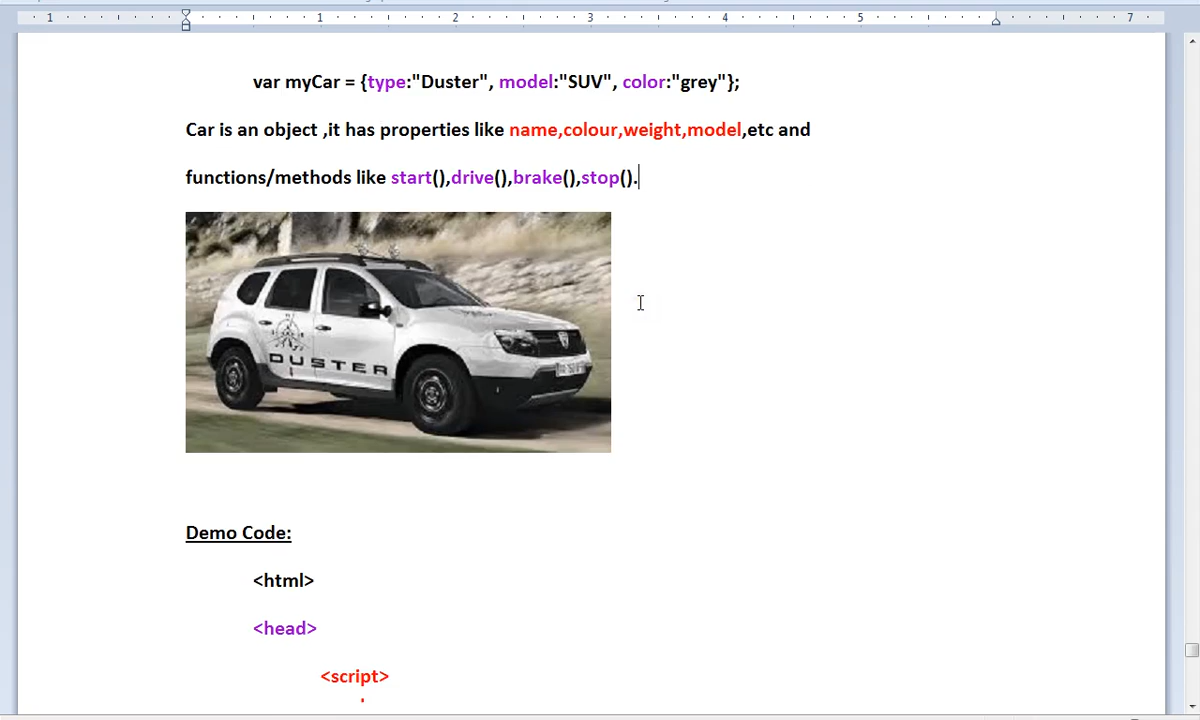 1 1 2 3 4 5 7
var myCar = {type:"Duster", model:"SUV", color:"grey"};
Car is an object ,it has properties like name,colour,weight,model,etc and
functions/methods like start(),drive(),brake(),stop().
DUSTER
Demo Code:
<html>
<head>
<script>